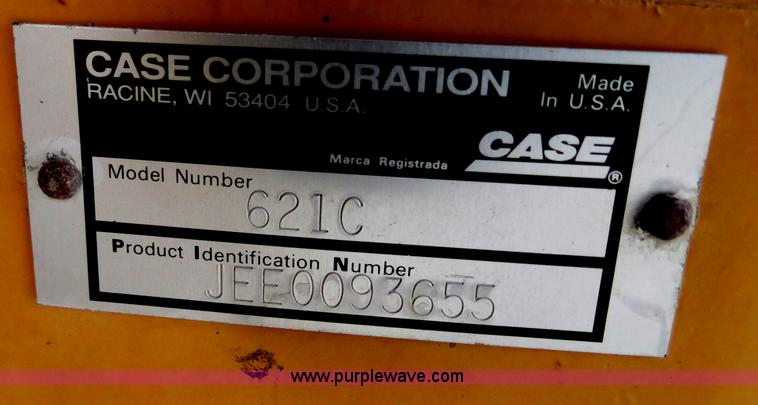 CASE CORPORATION
RACINE, WI 53404 U.S.A.
Made
In U.S.A.
CASE®
Marca Registrada
Model Number
621C
Product Identification Number
JEE0093655
www.purplewave.com